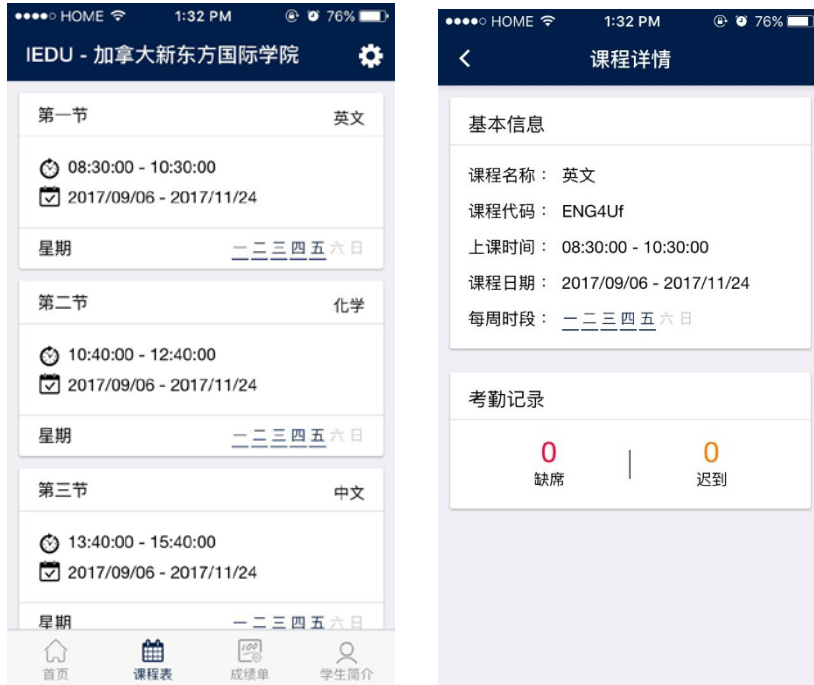 HOME 1:32 PM 76%
IEDU - 加拿大新东方国际学院
第一节 英文
08:30:00 - 10:30:00
2017/09/06 - 2017/11/24
星期 一 二 三 四 五 六 日
第二节 化学
10:40:00 - 12:40:00
2017/09/06 - 2017/11/24
星期 一 二 三 四 五 六 日
第三节 中文
13:40:00 - 15:40:00
2017/09/06 - 2017/11/24
星期 一 二 三 四 五 六 日
100
首页 课程表 成绩单 学生简介
HOME 1:32 PM 76%
课程详情
基本信息
课程名称： 英文
课程代码： ENG4Uf
上课时间： 08:30:00 - 10:30:00
课程日期： 2017/09/06 - 2017/11/24
每周时段： 一 二 三 四 五 六 日
考勤记录
0 0
缺席 迟到